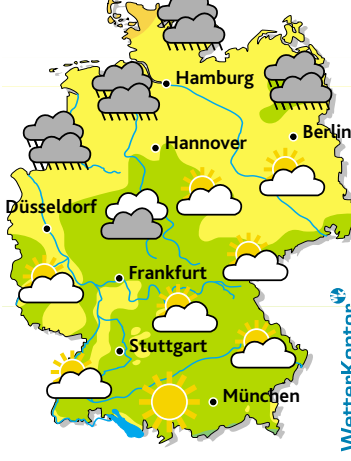 Hamburg
Berlin
Hannover
Düsseldorf
Frankfurt
Stuttgart
München
WetterKontor